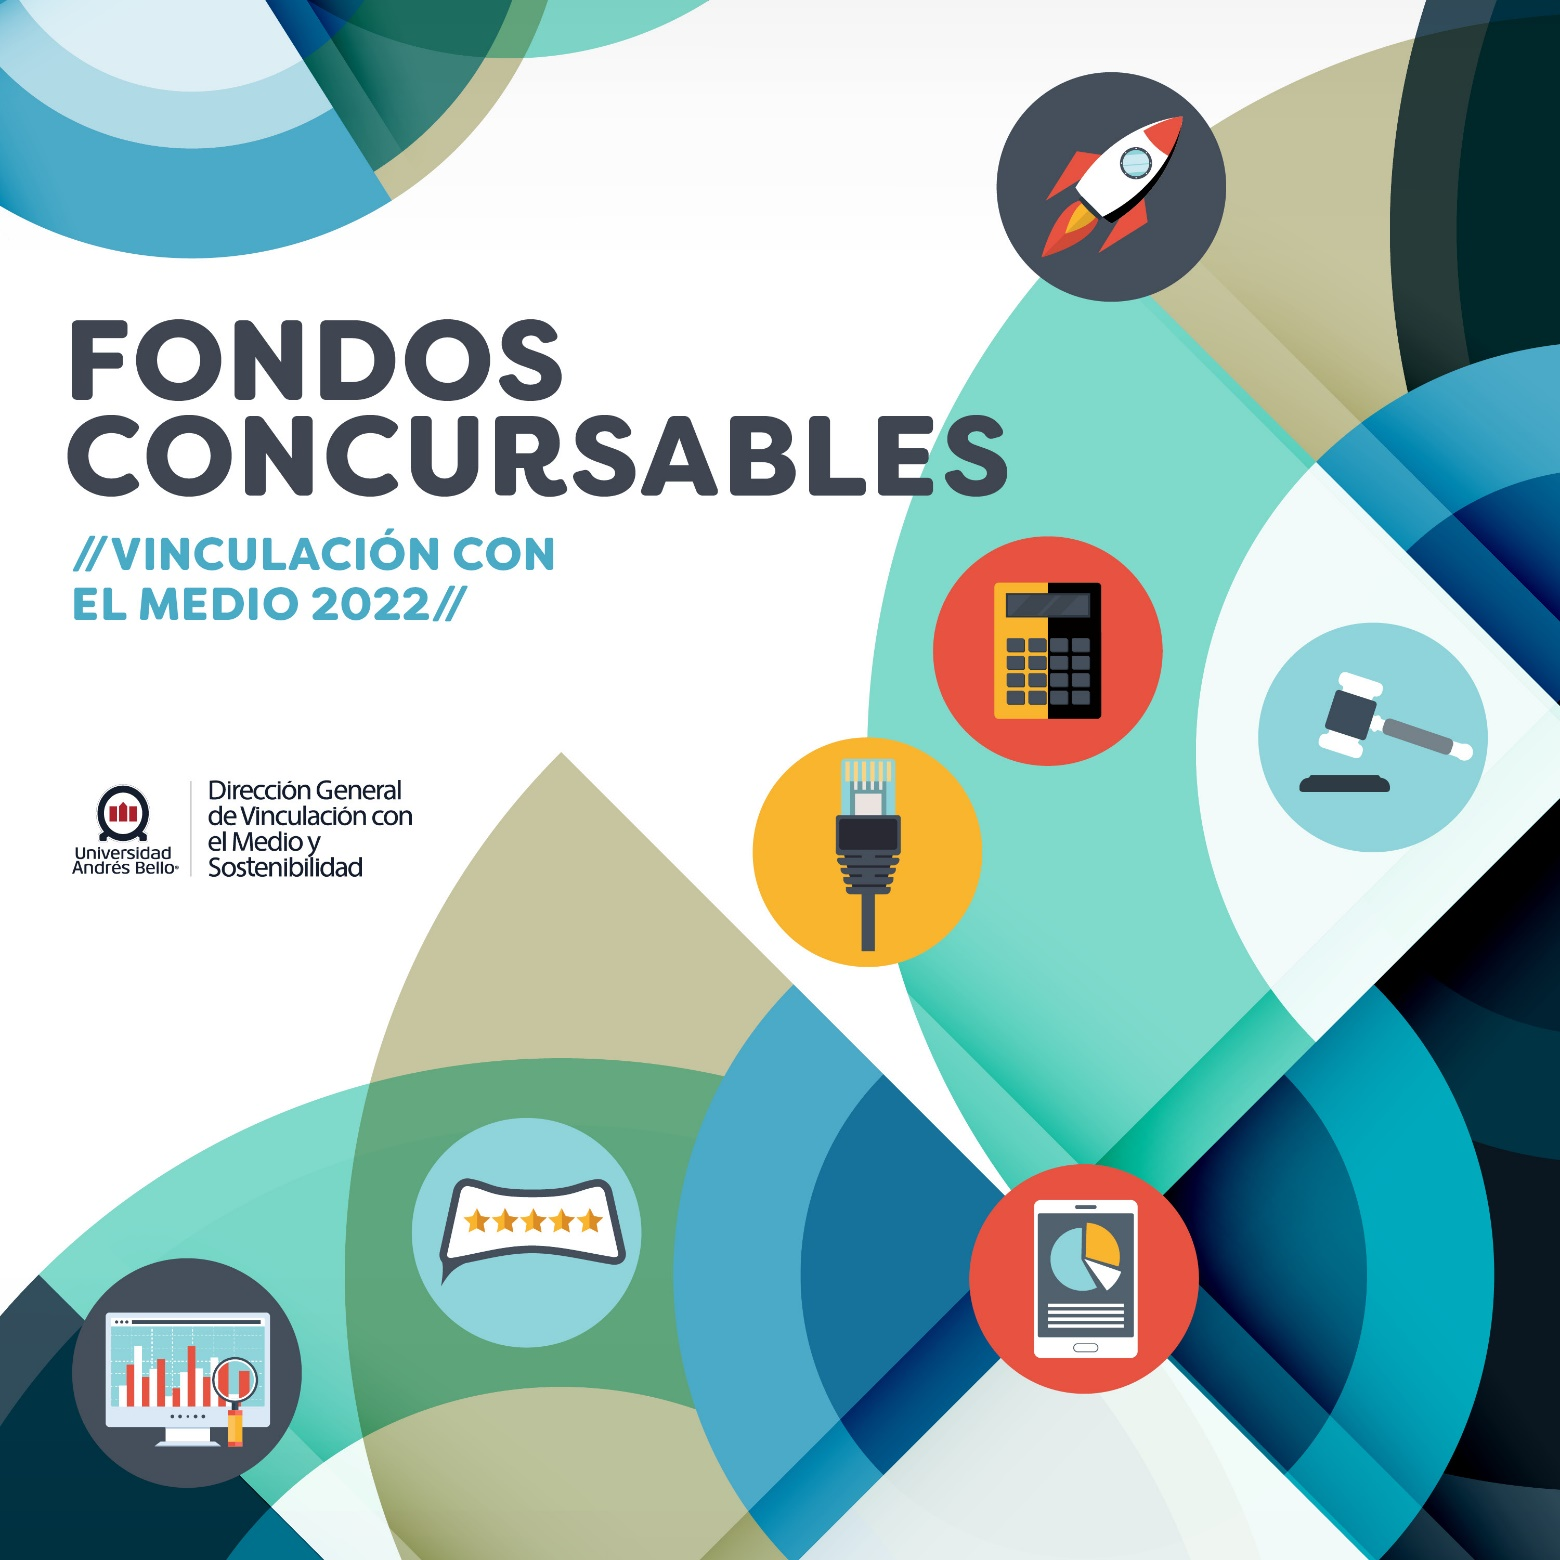 FONDOS
CONCURSABLES
//VINCULACIÓN CON
EL MEDIO 2022//
Universidad
Andrés Bello®
Dirección General
de Vinculación con
el Medio y
Sostenibilidad